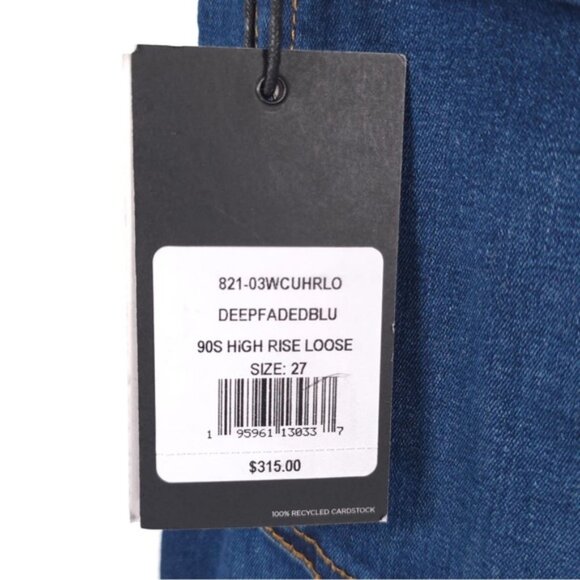 821-03WCUHRLO
DEEPFADEDBLU
90S HIGH RISE LOOSE
SIZE: 27
1 95961 13033 7
$315.00
100% RECYCLED CARDSTOCK